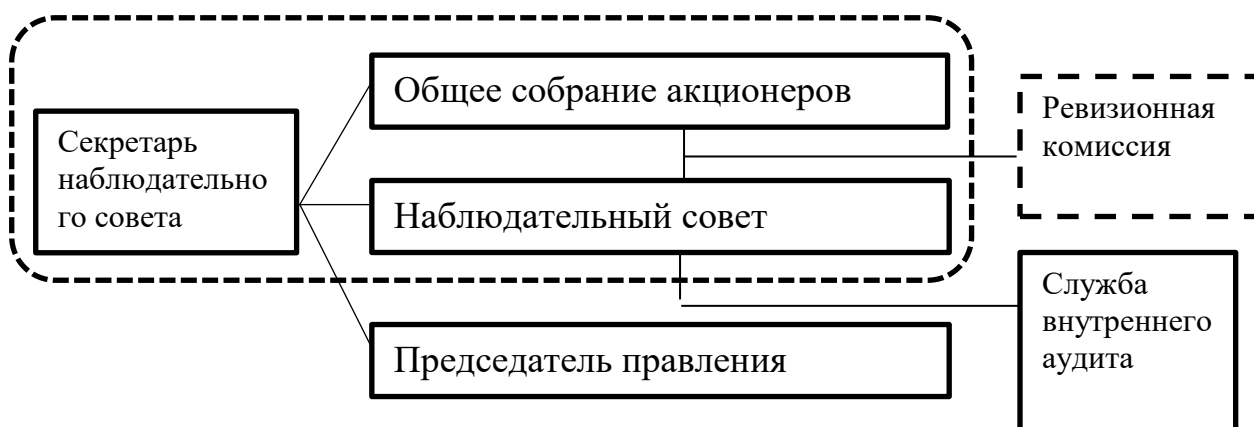 Общее собрание акционеров
Секретарь
наблюдательно
го совета
Наблюдательный совет
Председатель правления
Ревизионная
комиссия
Служба
внутреннего
аудита